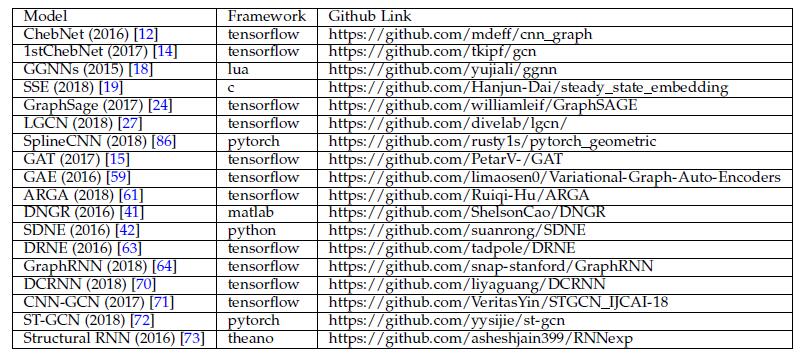 Model Framework Github Link
ChebNet (2016) [12] tensorflow https://github.com/mdeff/cnn_graph
1stChebNet (2017) [14] tensorflow https://github.com/tkipf/gcn
GGNNs (2015) [18] lua https://github.com/yujiali/ggnn
SSE (2018) [19] c https://github.com/Hanjun-Dai/steady_state_embedding
GraphSage (2017) [24] tensorflow https://github.com/williamleif/GraphSAGE
LGCN (2018) [27] tensorflow https://github.com/divelab/lgcn/
SplineCNN (2018) [86] pytorch https://github.com/rusty1s/pytorch_geometric
GAT (2017) [15] tensorflow https://github.com/PetarV-/GAT
GAE (2016) [59] tensorflow https://github.com/limaosen0/Variational-Graph-Auto-Encoders
ARGA (2018) [61] tensorflow https://github.com/Ruiqi-Hu/ARGA
DNGR (2016) [41] matlab https://github.com/ShelsonCao/DNGR
SDNE (2016) [42] python https://github.com/suanrong/SDNE
DRNE (2016) [63] tensorflow https://github.com/tadpole/DRNE
GraphRNN (2018) [64] tensorflow https://github.com/snap-stanford/GraphRNN
DCRNN (2018) [70] tensorflow https://github.com/liyaguang/DCRNN
CNN-GCN (2017) [71] tensorflow https://github.com/VeritasYin/STGCN_IJCAI-18
ST-GCN (2018) [72] pytorch https://github.com/yysijie/st-gcn
Structural RNN (2016) [73] theano https://github.com/asheshjain399/RNNexp